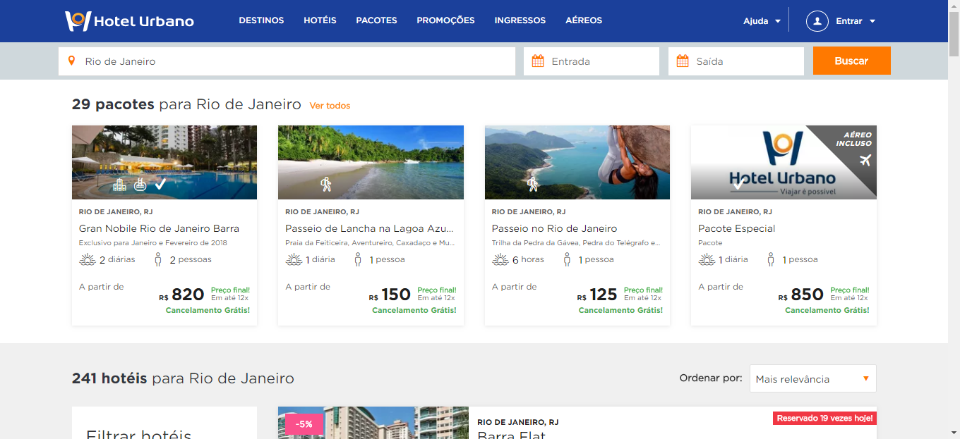 Hotel Urbano DESTINOS HOTÉIS PACOTES PROMOÇÕES INGRESSOS AÉREOS Ajuda Entrar
Rio de Janeiro Entrada Saída Buscar
29 pacotes para Rio de Janeiro Ver todos
AÉREO INCLUSO
Hotel Urbano
Viajar é possível
RIO DE JANEIRO, RJ
Gran Nobile Rio de Janeiro Barra
Exclusivo para Janeiro e Fevereiro de 2018
2 diárias 2 pessoas
A partir de
R$ 820 Preço final! Em até 12x
Cancelamento Grátis!
RIO DE JANEIRO, RJ
Passeio de Lancha na Lagoa Azu...
Praia da Feiticeira, Aventureiro, Caxadaço e Mu...
1 diária 1 pessoa
A partir de
R$ 150 Preço final! Em até 12x
Cancelamento Grátis!
RIO DE JANEIRO, RJ
Passeio no Rio de Janeiro
Trilha da Pedra da Gávea, Pedra do Telégrafo e...
6 horas 1 pessoa
A partir de
R$ 125 Preço final! Em até 12x
Cancelamento Grátis!
RIO DE JANEIRO, RJ
Pacote Especial
Pacote
1 diária 1 pessoa
A partir de
R$ 850 Preço final! Em até 12x
Cancelamento Grátis!
241 hotéis para Rio de Janeiro Ordenar por: Mais relevância
Filtrar hotéis
-5%
RIO DE JANEIRO, RJ
Reservado 19 vezes hoje!
Barra Flat